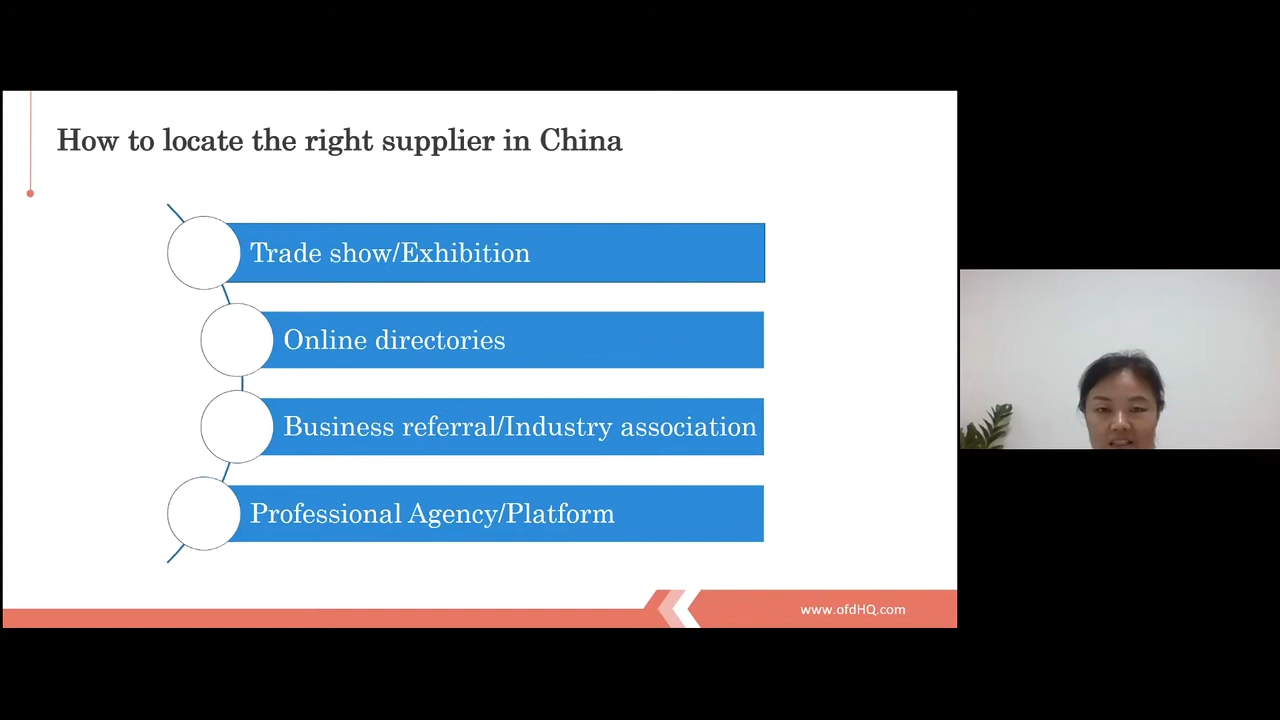 How to locate the right supplier in China
Trade show/Exhibition
Online directories
Business referral/Industry association
Professional Agency/Platform
www.ofdHQ.com